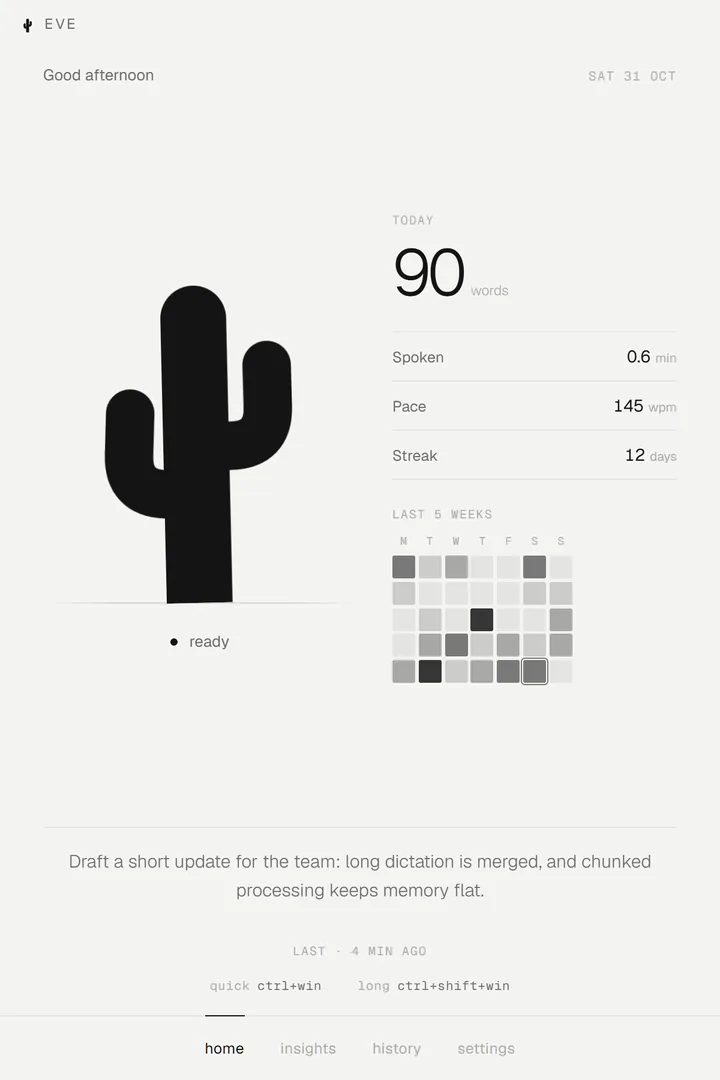 EVE
Good afternoon
SAT 31 OCT
TODAY
90 words
Spoken 0.6 min
Pace 145 wpm
Streak 12 days
LAST 5 WEEKS
M T W T F S S
ready
Draft a short update for the team: long dictation is merged, and chunked
processing keeps memory flat.
LAST · 4 MIN AGO
quick ctrl+win long ctrl+shift+win
home insights history settings